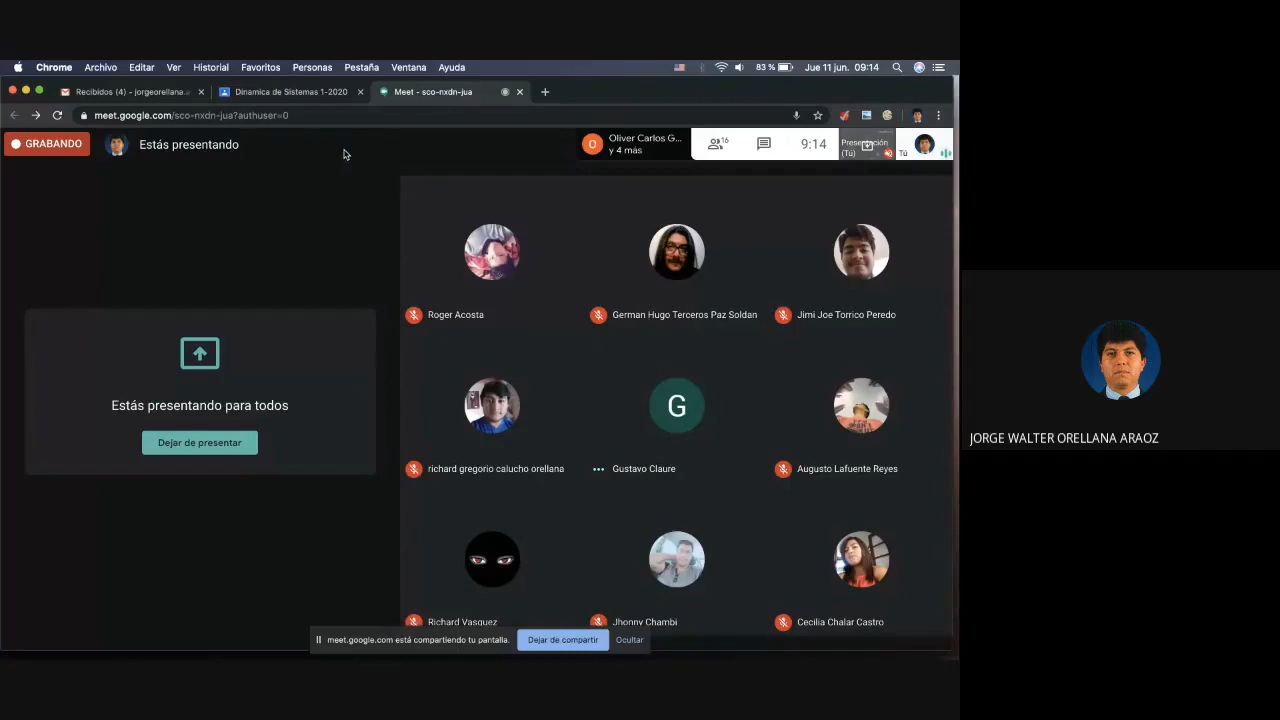 Chrome Archivo Editar Ver Historial Favoritos Personas Pestaña Ventana Ayuda 83 % Jue 11 jun. 09:14
Recibidos (4) - jorgeorellana. Dinamica de Sistemas 1-2020 Meet - sco-nxdn-jua
meet.google.com/sco-nxdn-jua?authuser=0
GRABANDO Estás presentando
Oliver Carlos G...
y 4 más
16
9:14
Presentación
(Tú)
Tú
Roger Acosta German Hugo Terceros Paz Soldan Jimi Joe Torrico Peredo
Estás presentando para todos
Dejar de presentar
G
JORGE WALTER ORELLANA ARAOZ
richard gregorio calucho orellana Gustavo Claure Augusto Lafuente Reyes
Richard Vasquez Jhonny Chambi Cecilia Chalar Castro
meet.google.com está compartiendo tu pantalla. Dejar de compartir Ocultar